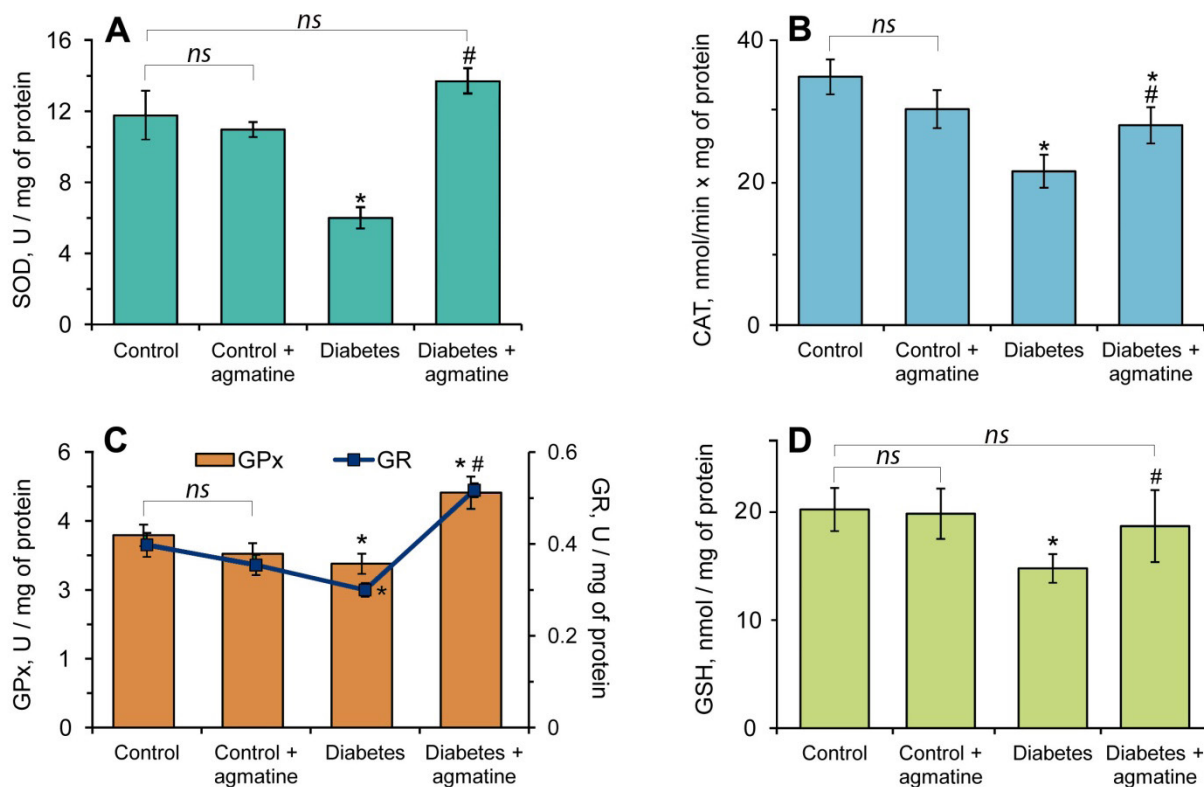 A
ns
ns
#
*
SOD, U / mg of protein
16
12
8
4
0
Control
Control +
agmatine
Diabetes
Diabetes +
agmatine
B
ns
*
#
*
CAT, nmol/min x mg of protein
40
20
0
Control
Control +
agmatine
Diabetes
Diabetes +
agmatine
C
GPx
GR
ns
* #
*
*
GPx, U / mg of protein
6
4
3
1
0
GR, U / mg of protein
0.6
0.4
0.2
0
Control
Control +
agmatine
Diabetes
Diabetes +
agmatine
D
ns
ns
#
*
GSH, nmol / mg of protein
20
10
0
Control
Control +
agmatine
Diabetes
Diabetes +
agmatine